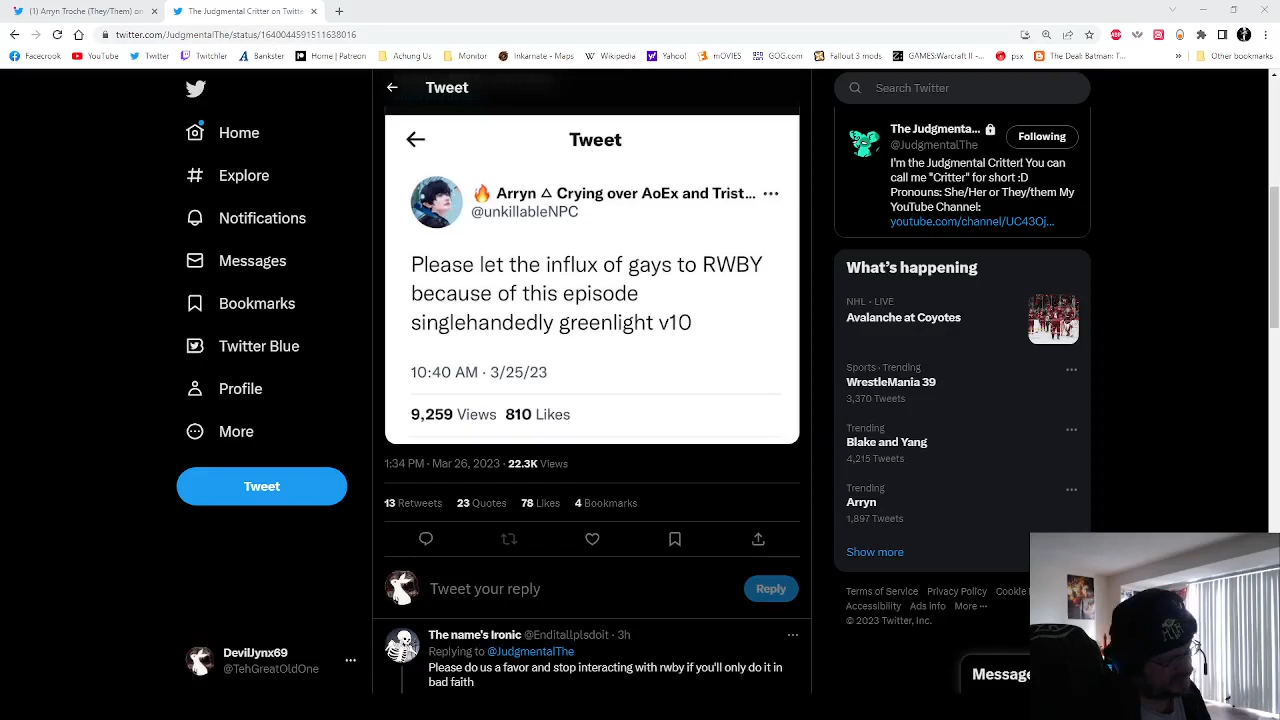 (1) Arryn Troche (They/Them) on
The Judgmental Critter on Twitte
twitter.com/JudgmentalThe/status/1640044591511638016
Facecrook
YouTube
Twitter
Twitchulty
Bankster
Home | Patreon
Achung Us
Monitor
Inkarnate - Maps
Wikipedia
Yahoo!
mOVIES
GOG.com
Fallout 3 mods
GAMES:Warcraft II -...
psx
The Dead Batman T...
»
Other bookmarks
Home
Explore
Notifications
Messages
Bookmarks
Twitter Blue
Profile
More
Tweet
DevilJynx69
@TehGreatOldOne
Tweet
Tweet
🔥 Arryn △ Crying over AoEx and Trist...
@unkillableNPC
Please let the influx of gays to RWBY
because of this episode
singlehandedly greenlight v10
10:40 AM · 3/25/23
9,259 Views 810 Likes
1:34 PM · Mar 26, 2023 · 22.3K Views
13 Retweets 23 Quotes 78 Likes 4 Bookmarks
Tweet your reply
Reply
The name's Ironic @Enditallplsdoit · 3h
Replying to @JudgmentalThe
Please do us a favor and stop interacting with rwby if you'll only do it in
bad faith
Search Twitter
The Judgmenta...
@JudgmentalThe
Following
I'm the Judgmental Critter! You can
call me "Critter" for short :D
Pronouns: She/Her or They/them My
YouTube Channel:
youtube.com/channel/UC43Oj...
What's happening
NHL · LIVE
Avalanche at Coyotes
Sports · Trending
WrestleMania 39
3,370 Tweets
Trending
Blake and Yang
4,215 Tweets
Trending
Arryn
1,897 Tweets
Show more
Terms of Service Privacy Policy Cookie
Accessibility Ads info More ···
© 2023 Twitter, Inc.
Message